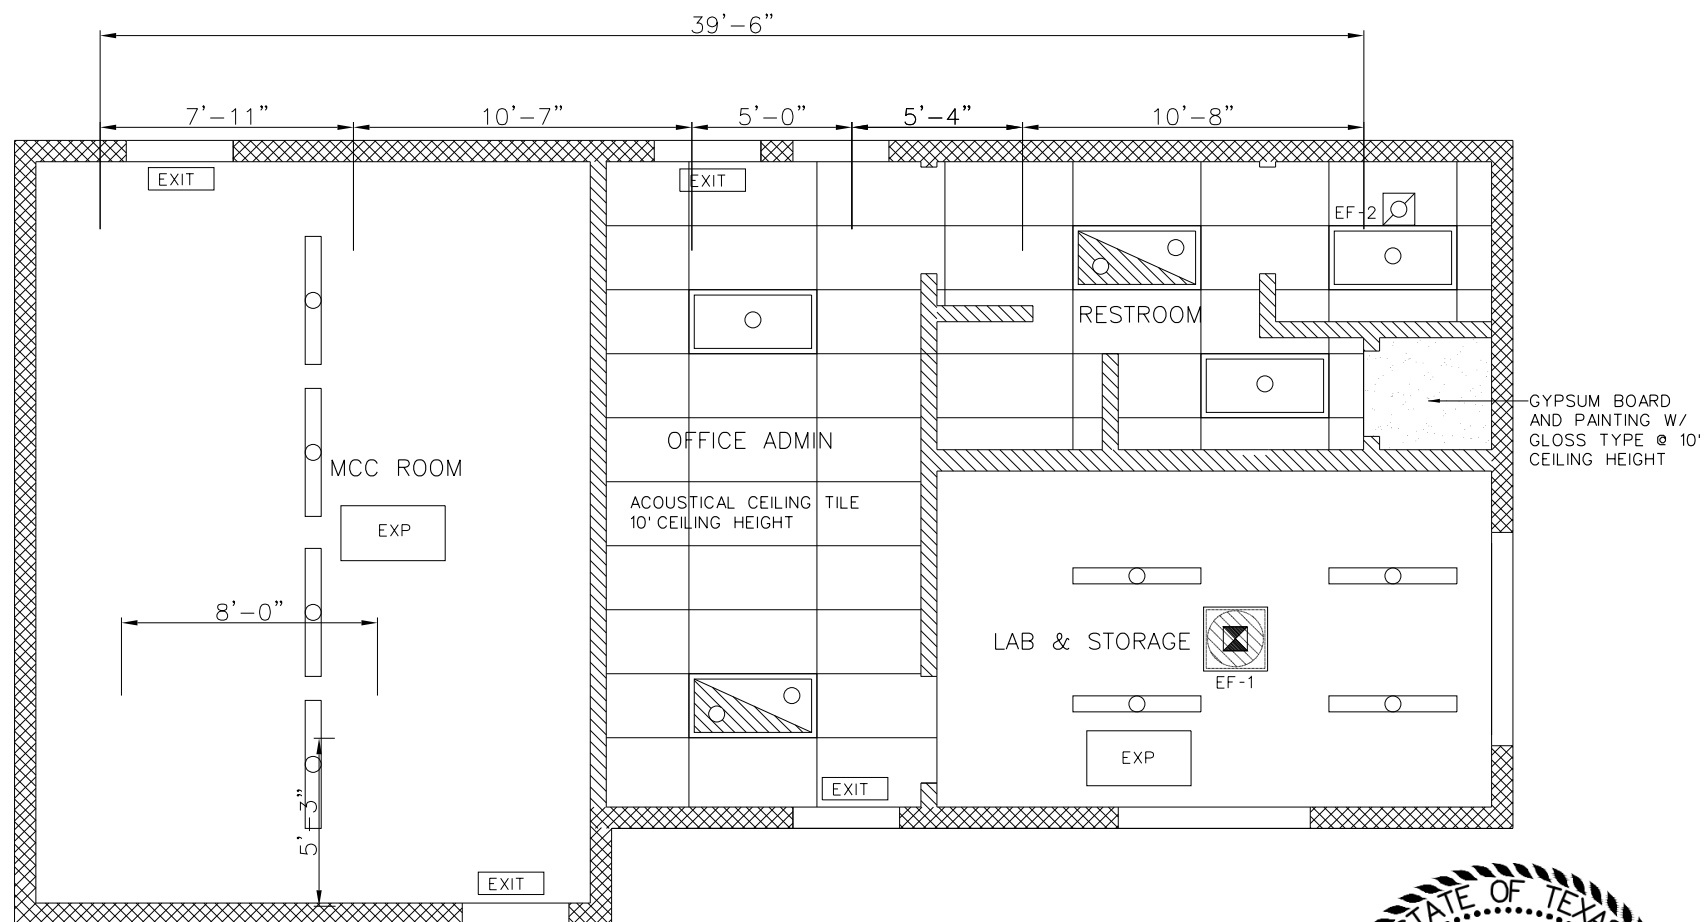 39'-6"
7'-11"
10'-7"
5'-0"
5'-4"
10'-8"
EXIT
EXIT
EF-2
RESTROOM
GYPSUM BOARD
AND PAINTING W/
GLOSS TYPE @ 10'
CEILING HEIGHT
OFFICE ADMIN
MCC ROOM
ACOUSTICAL CEILING TILE
10' CEILING HEIGHT
EXP
8'-0"
LAB & STORAGE
EF-1
EXP
EXIT
5'-3"
EXIT
STATE OF TEXAS